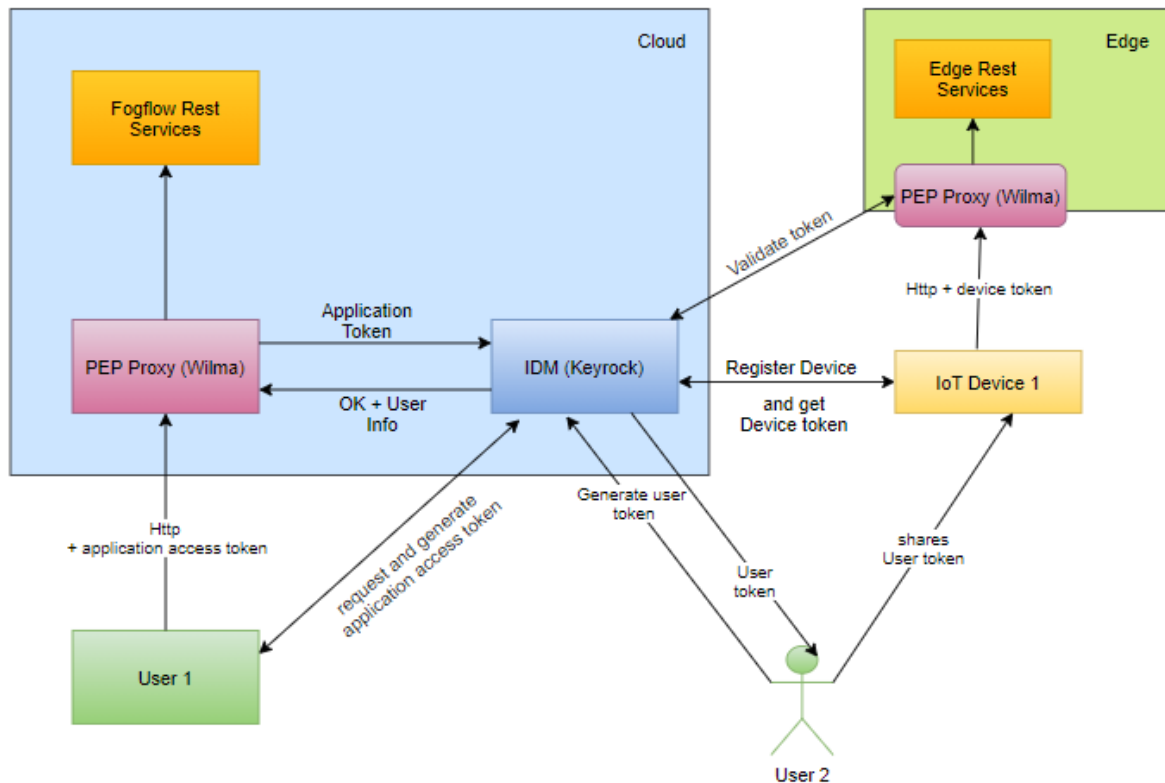 Cloud
Edge
Fogflow Rest
Services
Edge Rest
Services
PEP Proxy (Wilma)
Validate token
Http + device token
Application
Token
PEP Proxy (Wilma)
IDM (Keyrock)
OK + User
Info
Register Device
and get
Device token
IoT Device 1
Http
+ application access token
request and generate
application access token
Generate user
token
User
token
shares
User token
User 1
User 2